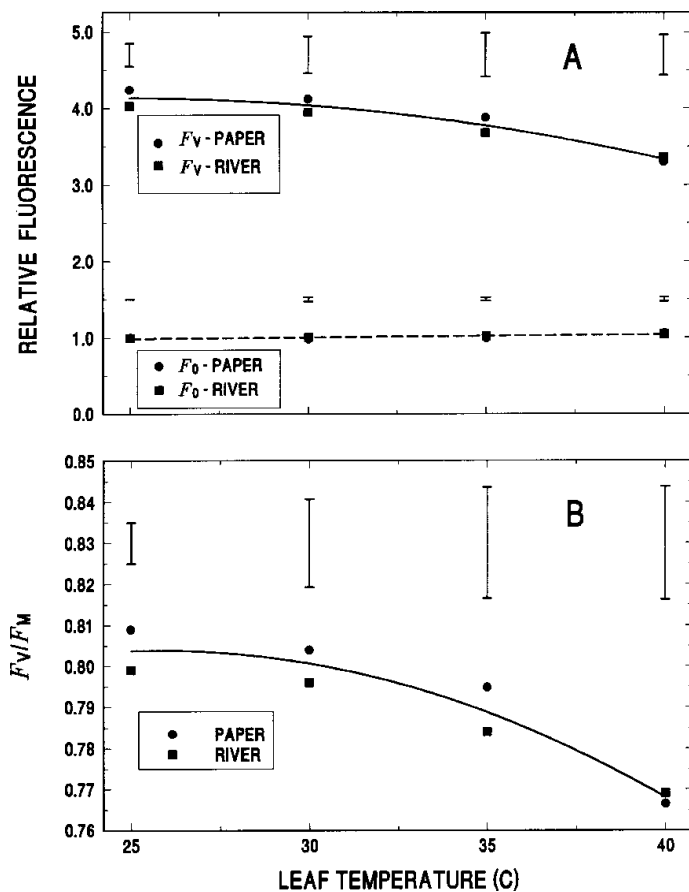 5.0
4.0
3.0
2.0
1.0
0.0
RELATIVE FLUORESCENCE
A
FV - PAPER
FV - RIVER
F0 - PAPER
F0 - RIVER
0.85
0.84
0.83
0.82
0.81
0.80
0.79
0.78
0.77
0.76
FV/FM
B
PAPER
RIVER
25
30
35
40
LEAF TEMPERATURE (C)